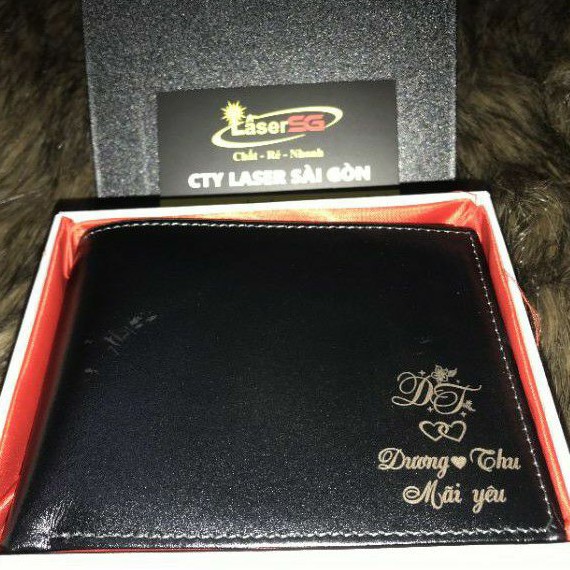 LaserSG
Chất - Rẻ - Nhanh
CTY LASER SÀI GÒN
DT
Dương Thu
Mãi yêu